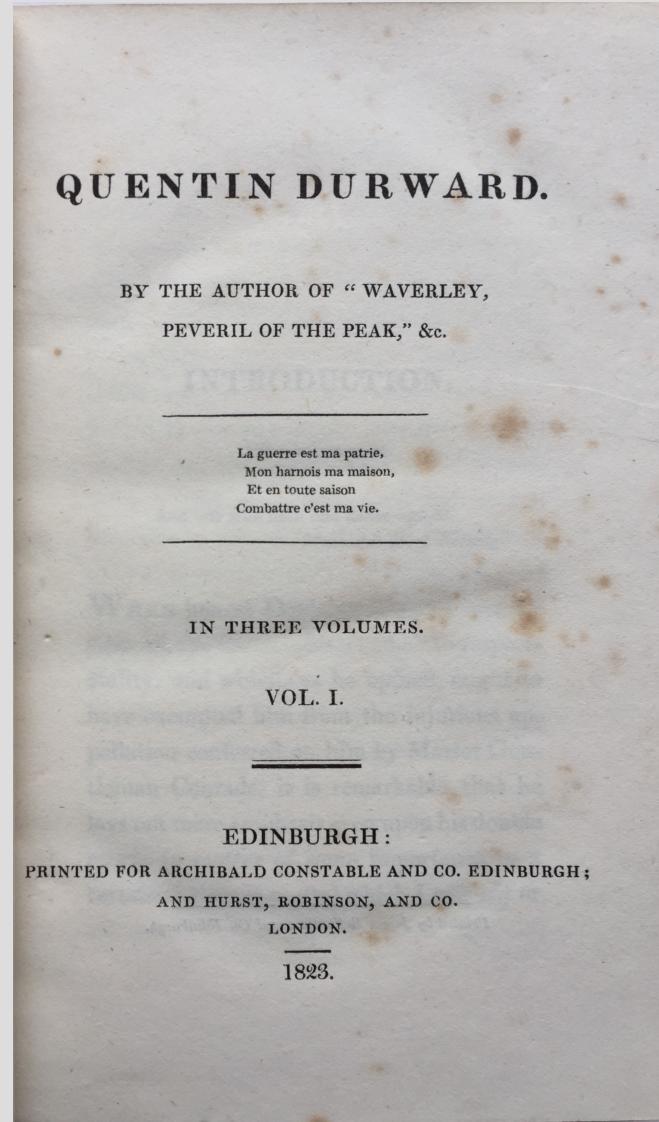 QUENTIN DURWARD.
BY THE AUTHOR OF “ WAVERLEY,
PEVERIL OF THE PEAK,” &c.
INTRODUCTION.
La guerre est ma patrie,
Mon harnois ma maison,
Et en toute saison
Combattre c'est ma vie.
IN THREE VOLUMES.
VOL. I.
EDINBURGH:
PRINTED FOR ARCHIBALD CONSTABLE AND CO. EDINBURGH;
AND HURST, ROBINSON, AND CO.
LONDON.
1823.